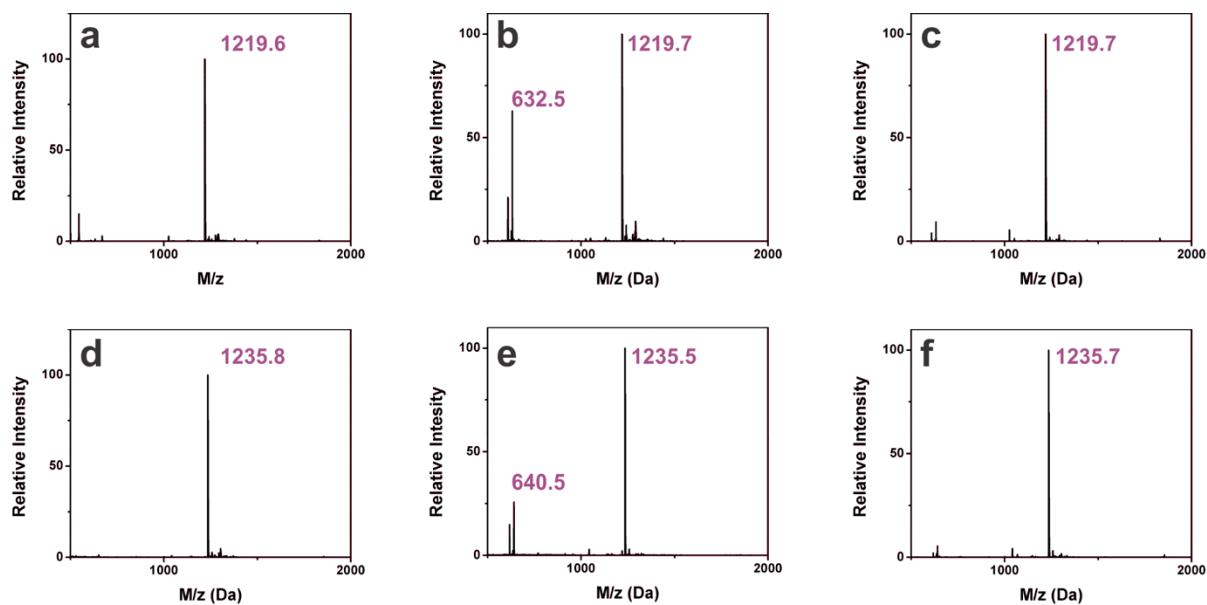 a
1219.6
100
50
0
1000
2000
Relative Intensity
M/z
b
1219.7
632.5
100
50
0
1000
2000
Relative Intensity
M/z (Da)
c
1219.7
100
50
0
1000
2000
Relative Intensity
M/z (Da)
d
1235.8
100
50
0
1000
2000
Relative Intensity
M/z (Da)
e
1235.5
640.5
100
50
0
1000
2000
Relative Intesity
M/z (Da)
f
1235.7
100
50
0
1000
2000
Relative Intensity
M/z (Da)